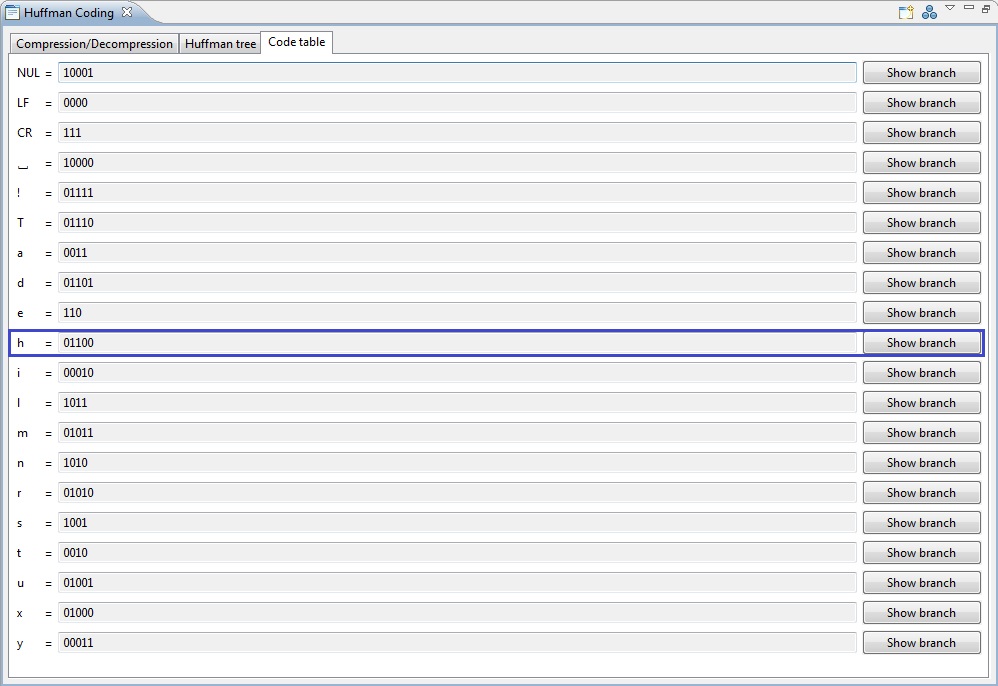 Huffman Coding
Compression/Decompression Huffman tree Code table
NUL = 10001 Show branch
LF = 0000 Show branch
CR = 111 Show branch
␣ = 10000 Show branch
! = 01111 Show branch
T = 01110 Show branch
a = 0011 Show branch
d = 01101 Show branch
e = 110 Show branch
h = 01100 Show branch
i = 00010 Show branch
l = 1011 Show branch
m = 01011 Show branch
n = 1010 Show branch
r = 01010 Show branch
s = 1001 Show branch
t = 0010 Show branch
u = 01001 Show branch
x = 01000 Show branch
y = 00011 Show branch